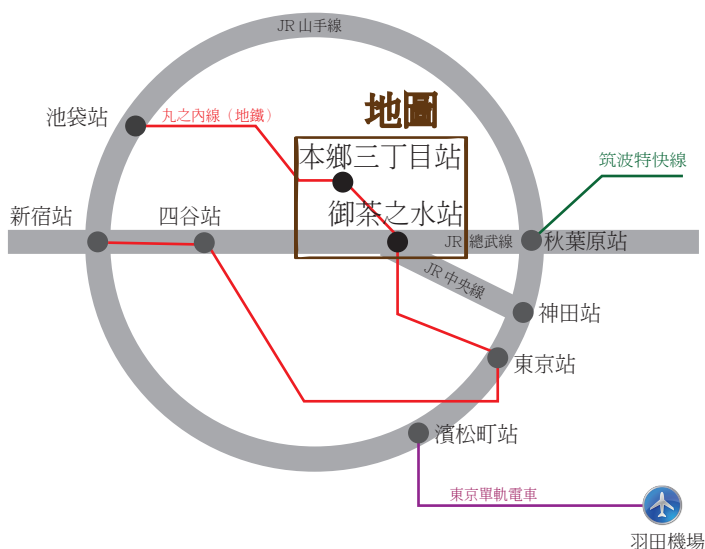 JR 山手線
地圖
池袋站
丸之內線（地鐵）
本鄉三丁目站
筑波特快線
新宿站
四谷站
御茶之水站
JR 總武線
秋葉原站
JR 中央線
神田站
東京站
濱松町站
東京單軌電車
羽田機場